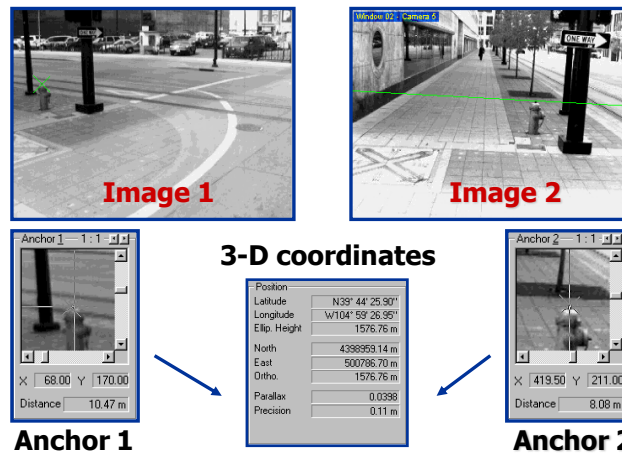 Window 02 - Camera 5
ONE WAY
ONE WAY
Image 1
Image 2
Anchor 1 1 : 1
3-D coordinates
Anchor 2 1 : 1
Position
Latitude N39° 44' 25.90"
Longitude W104° 59' 26.95"
Ellip. Height 1576.76 m
North 4398959.14 m
East 500786.70 m
Ortho. 1576.76 m
Parallax 0.0398
Precision 0.11 m
X 68.00 Y 170.00
Distance 10.47 m
X 419.50 Y 211.00
Distance 8.08 m
Anchor 1
Anchor 2